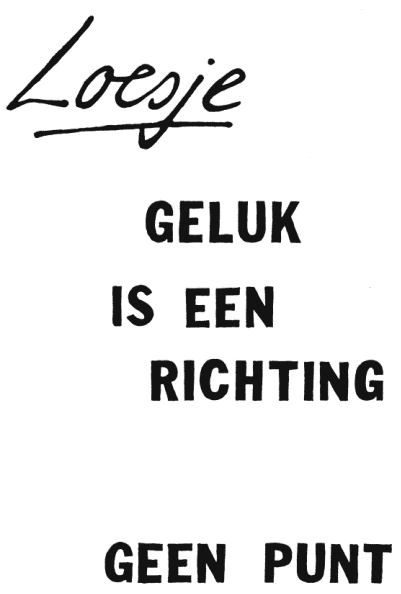 Loesje
GELUK
IS EEN
RICHTING
GEEN PUNT